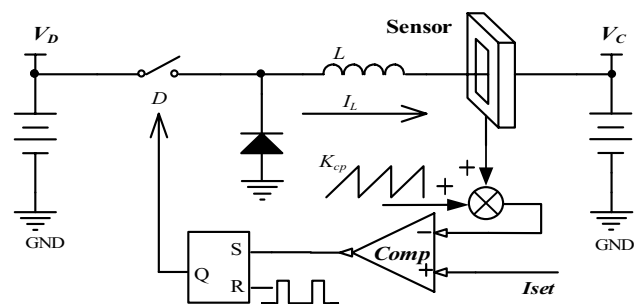 Sensor
V_D
V_C
L
D
I_L
K_cp
+
+
GND
GND
S
Q
R
Comp
−
+
Iset